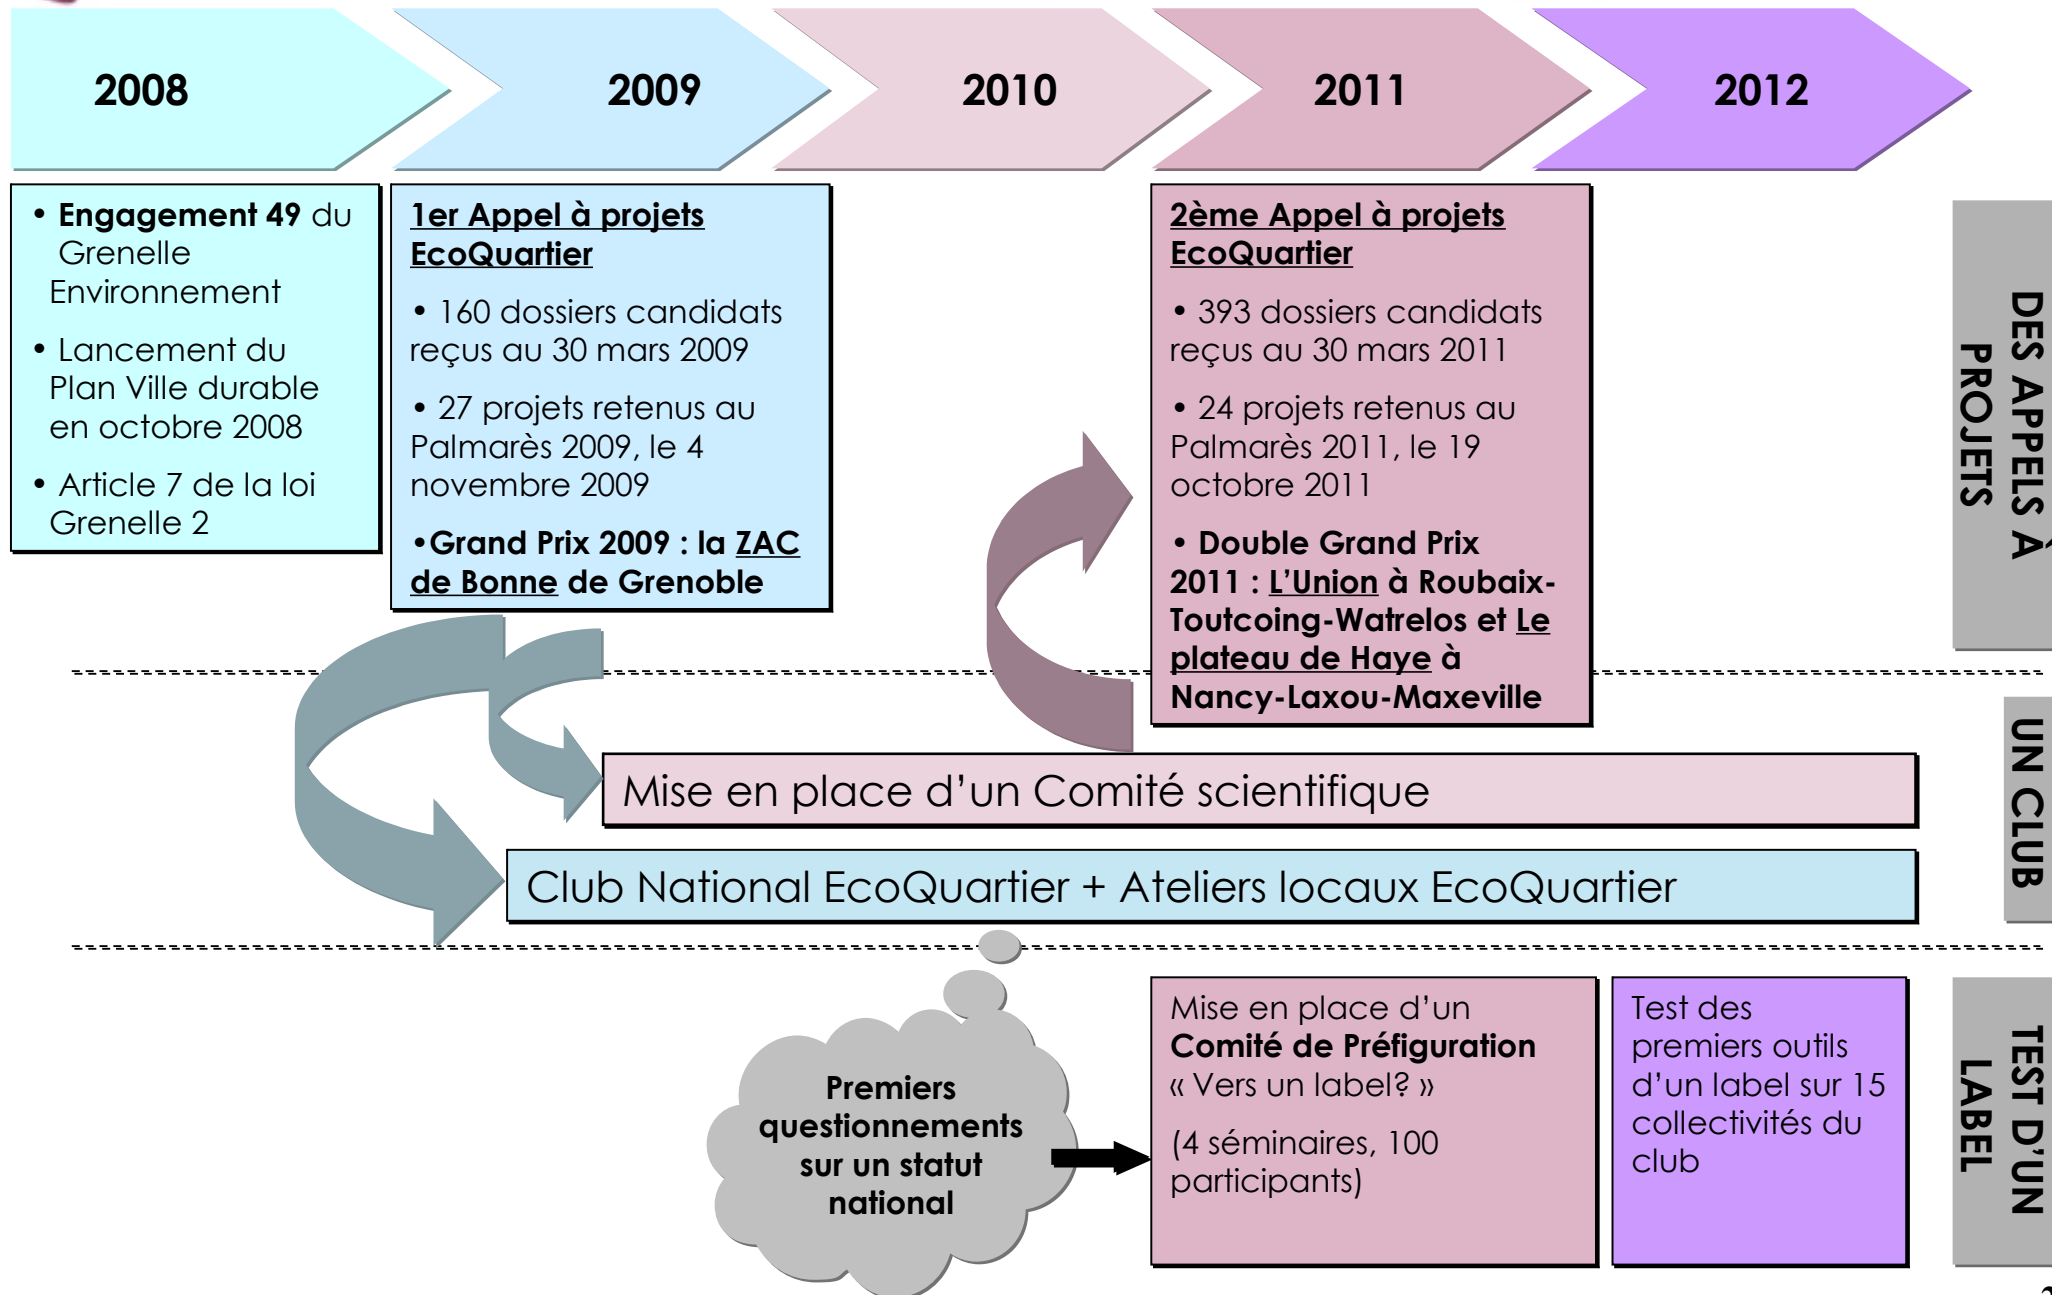 2008
2009
2010
2011
2012
• Engagement 49 du
Grenelle
Environnement
• Lancement du
Plan Ville durable
en octobre 2008
• Article 7 de la loi
Grenelle 2
1er Appel à projets
EcoQuartier
• 160 dossiers candidats
reçus au 30 mars 2009
• 27 projets retenus au
Palmarès 2009, le 4
novembre 2009
•Grand Prix 2009 : la ZAC
de Bonne de Grenoble
2ème Appel à projets
EcoQuartier
• 393 dossiers candidats
reçus au 30 mars 2011
• 24 projets retenus au
Palmarès 2011, le 19
octobre 2011
• Double Grand Prix
2011 : L’Union à Roubaix-
Toutcoing-Watrelos et Le
plateau de Haye à
Nancy-Laxou-Maxeville
DES APPELS À
PROJETS
Mise en place d’un Comité scientifique
Club National EcoQuartier + Ateliers locaux EcoQuartier
UN CLUB
Premiers
questionnements
sur un statut
national
Mise en place d’un
Comité de Préfiguration
« Vers un label? »
(4 séminaires, 100
participants)
Test des
premiers outils
d’un label sur 15
collectivités du
club
TEST D’UN
LABEL